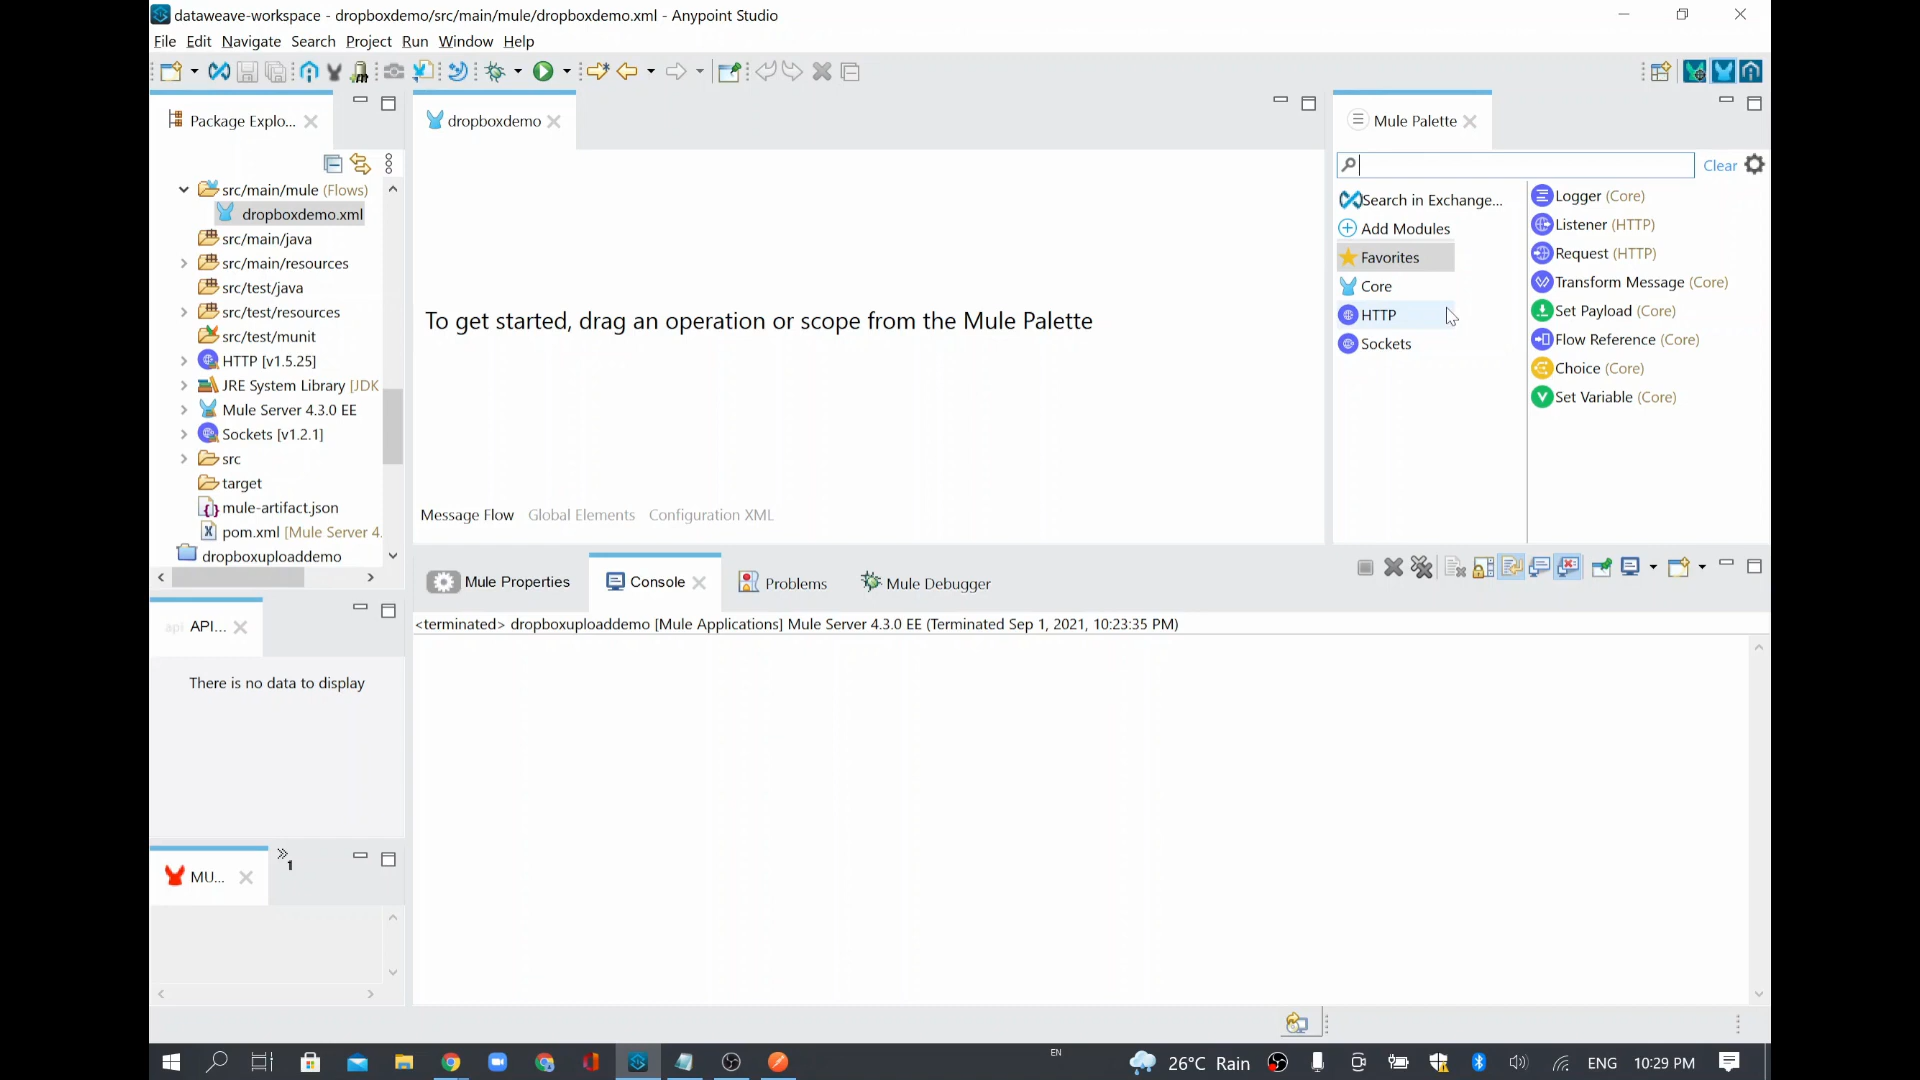 dataweave-workspace - dropboxdemo/src/main/mule/dropboxdemo.xml - Anypoint Studio
File Edit Navigate Search Project Run Window Help
Package Explo...
src/main/mule (Flows)
dropboxdemo.xml
src/main/java
src/main/resources
src/test/java
src/test/resources
src/test/munit
HTTP [v1.5.25]
JRE System Library [JDK
Mule Server 4.3.0 EE
Sockets [v1.2.1]
src
target
mule-artifact.json
pom.xml [Mule Server 4.
dropboxuploaddemo
api API...
There is no data to display
MU...
1
dropboxdemo
To get started, drag an operation or scope from the Mule Palette
Message Flow Global Elements Configuration XML
Mule Palette
Clear
Search in Exchange...
Add Modules
Favorites
Core
HTTP
Sockets
Logger (Core)
Listener (HTTP)
Request (HTTP)
Transform Message (Core)
Set Payload (Core)
Flow Reference (Core)
Choice (Core)
Set Variable (Core)
Mule Properties Console Problems Mule Debugger
<terminated> dropboxuploaddemo [Mule Applications] Mule Server 4.3.0 EE (Terminated Sep 1, 2021, 10:23:35 PM)
EN
26°C Rain
ENG 10:29 PM